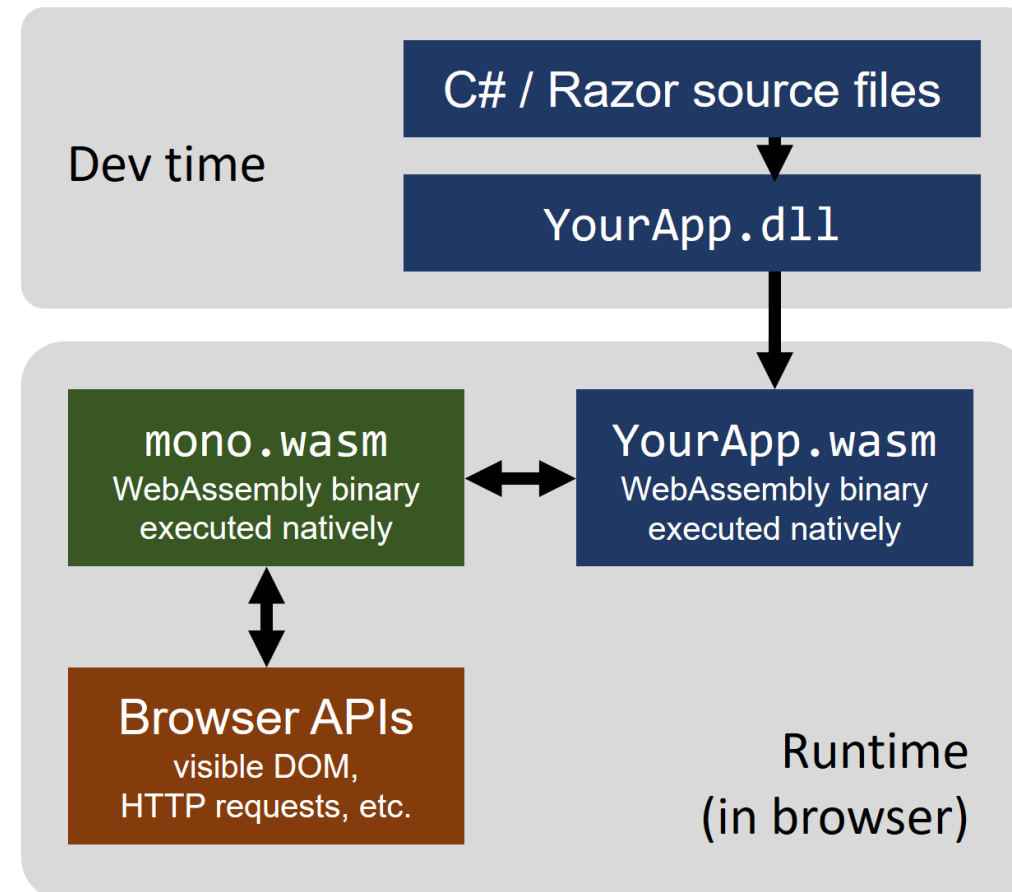 C# / Razor source files
Dev time
YourApp.dll
mono.wasm
WebAssembly binary
executed natively
YourApp.wasm
WebAssembly binary
executed natively
Browser APIs
visible DOM,
HTTP requests, etc.
Runtime
(in browser)